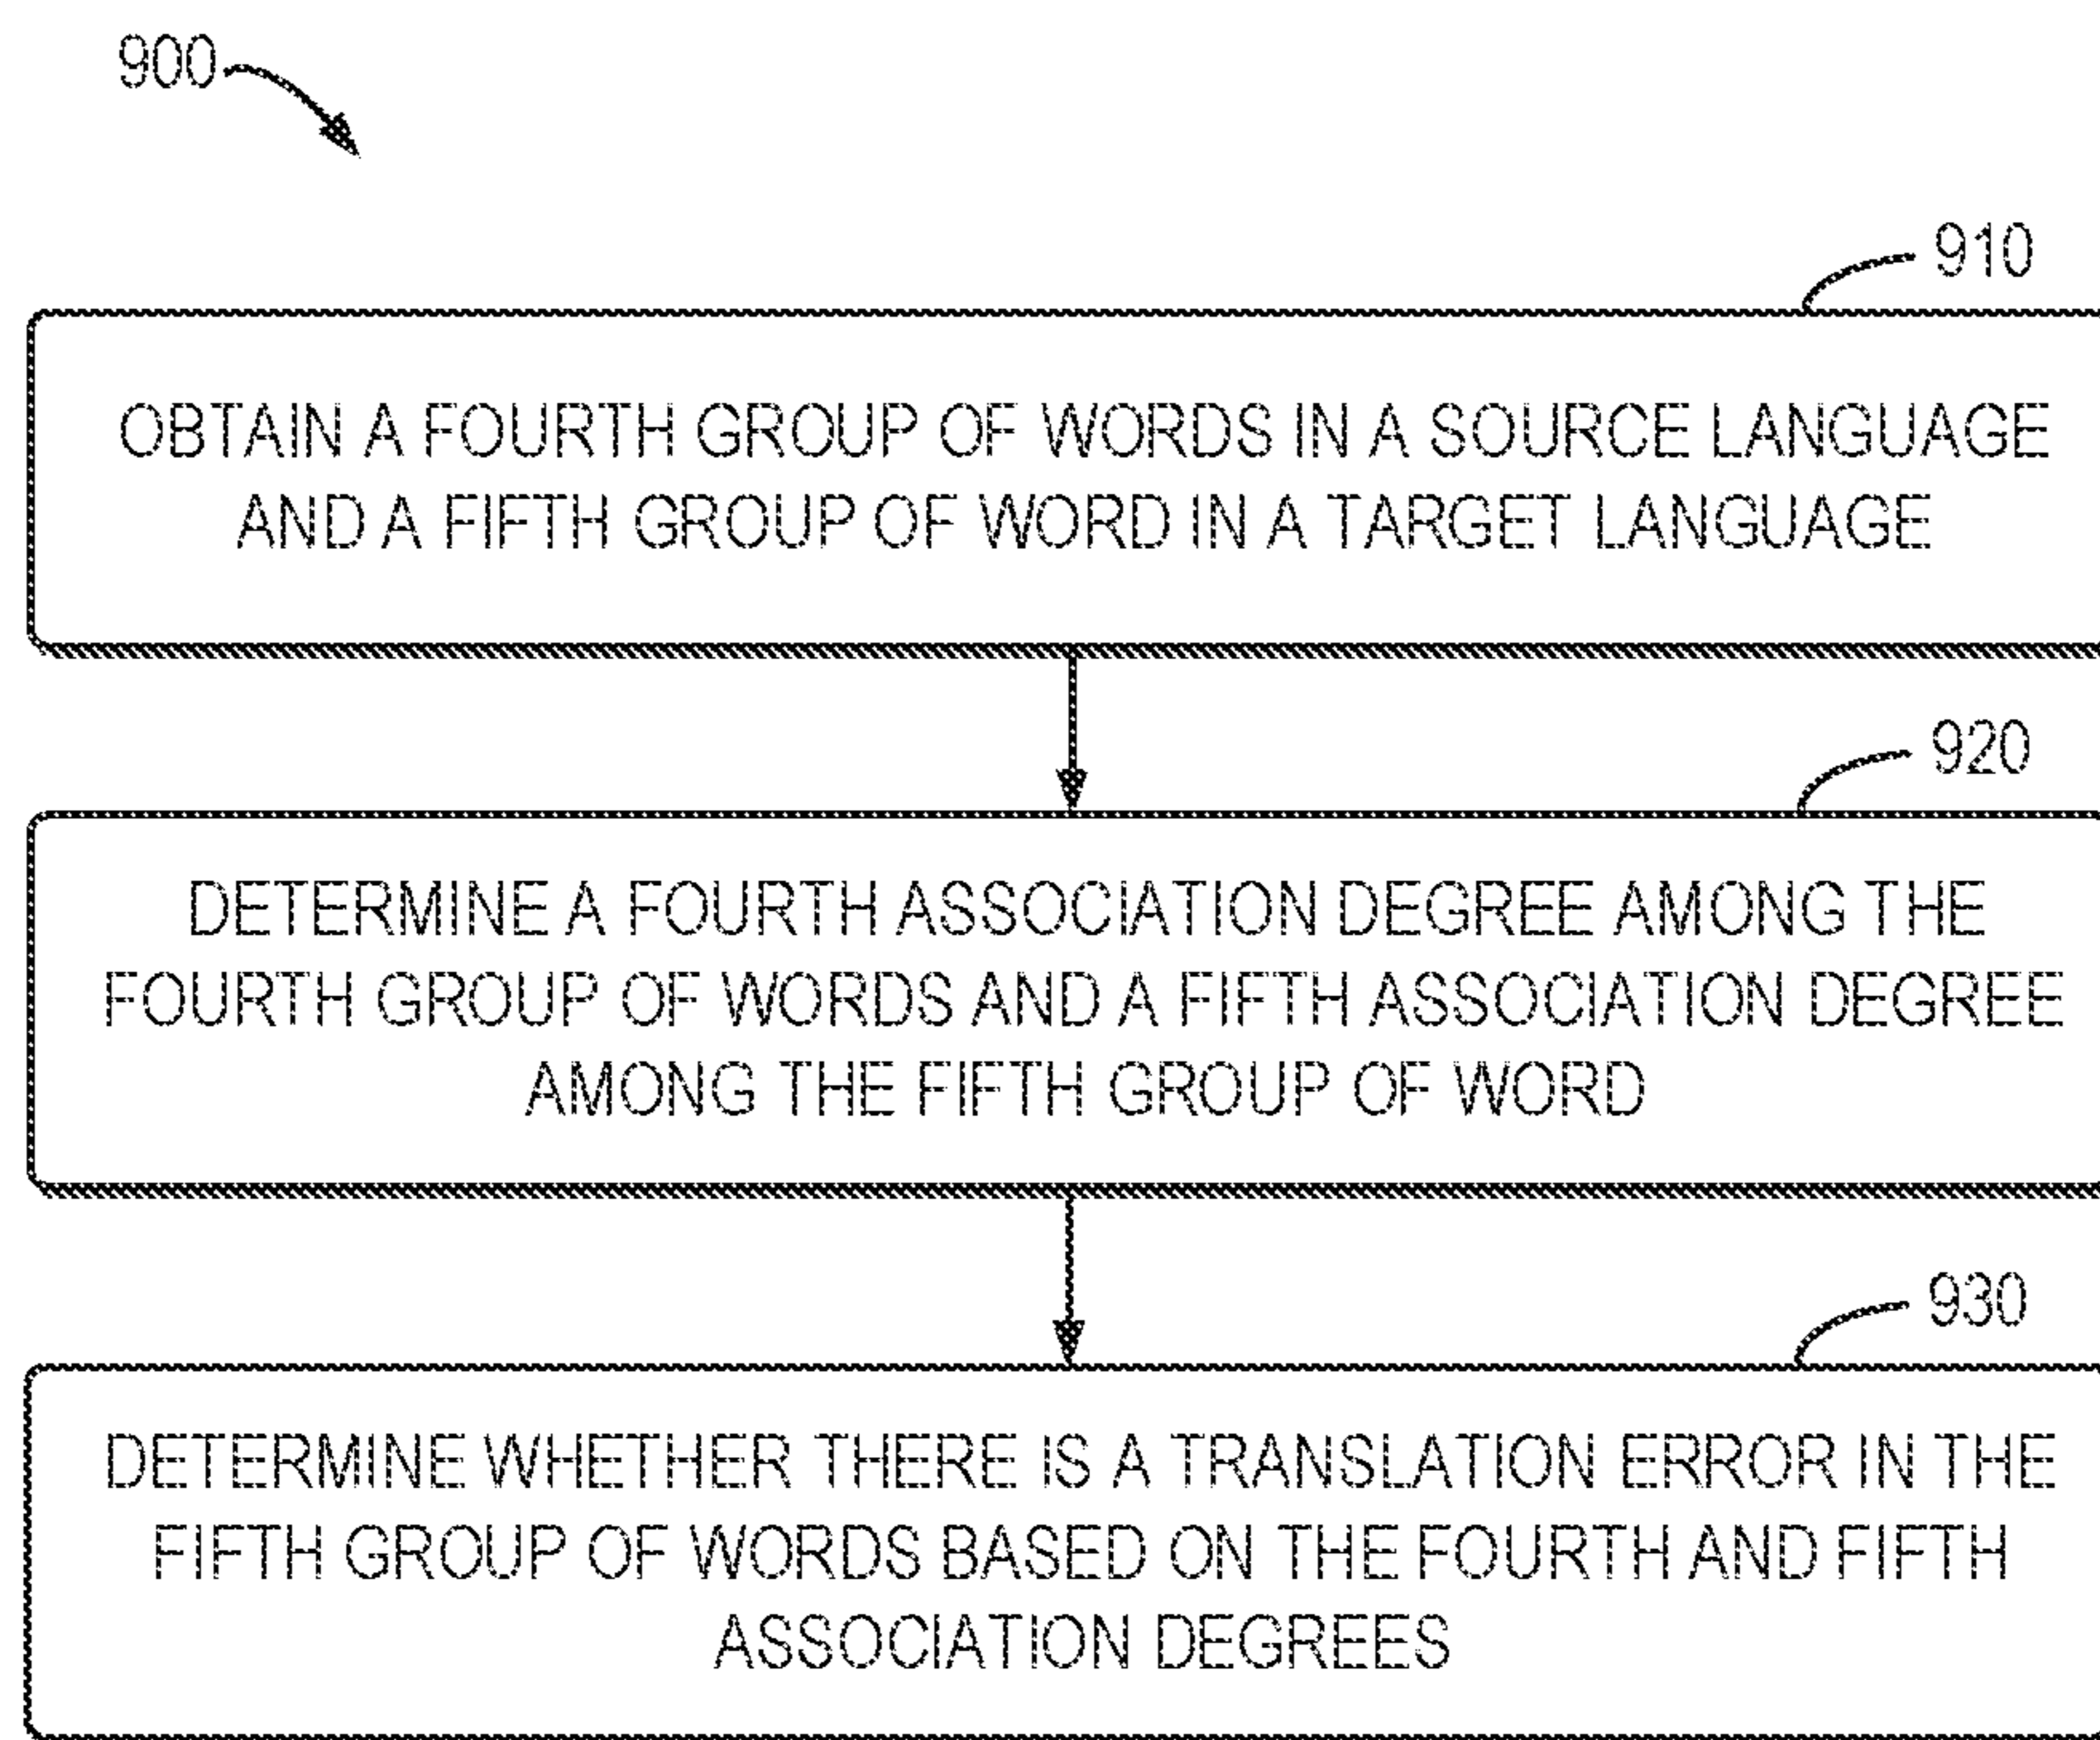 900
910
OBTAIN A FOURTH GROUP OF WORDS IN A SOURCE LANGUAGE
AND A FIFTH GROUP OF WORD IN A TARGET LANGUAGE
920
DETERMINE A FOURTH ASSOCIATION DEGREE AMONG THE
FOURTH GROUP OF WORDS AND A FIFTH ASSOCIATION DEGREE
AMONG THE FIFTH GROUP OF WORD
930
DETERMINE WHETHER THERE IS A TRANSLATION ERROR IN THE
FIFTH GROUP OF WORDS BASED ON THE FOURTH AND FIFTH
ASSOCIATION DEGREES